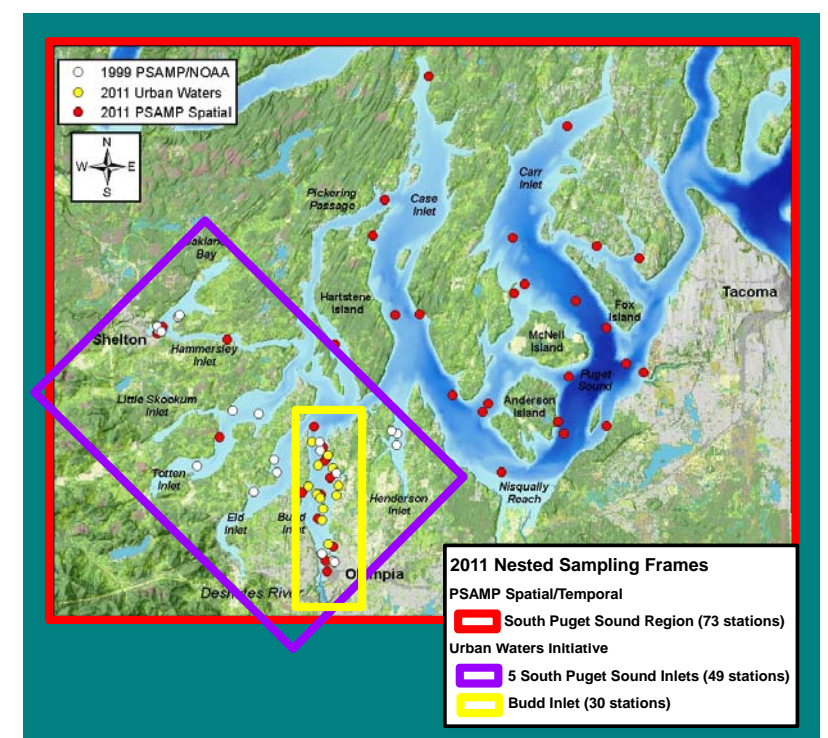 1999 PSAMP/NOAA
2011 Urban Waters
2011 PSAMP Spatial
N
W E
S
Pickering
Passage
Case
Inlet
Carr
Inlet
Oakland
Bay
Hartstene
Island
Fox
Island
Tacoma
Shelton
Hammersley
Inlet
McNeil
Island
Puget
Sound
Little Skookum
Inlet
Anderson
Island
Totten
Inlet
Nisqually
Reach
Henderson
Inlet
Eld
Inlet
Budd
Inlet
Olympia
Deshutes River
2011 Nested Sampling Frames
PSAMP Spatial/Temporal
South Puget Sound Region (73 stations)
Urban Waters Initiative
5 South Puget Sound Inlets (49 stations)
Budd Inlet (30 stations)